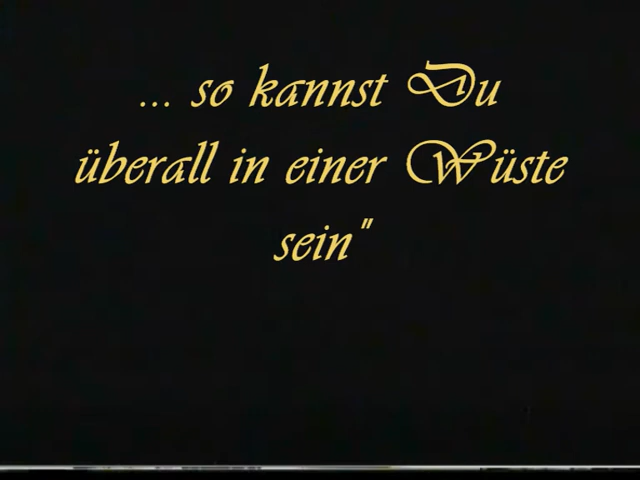 ... so kannst Du
überall in einer Wüste
sein"